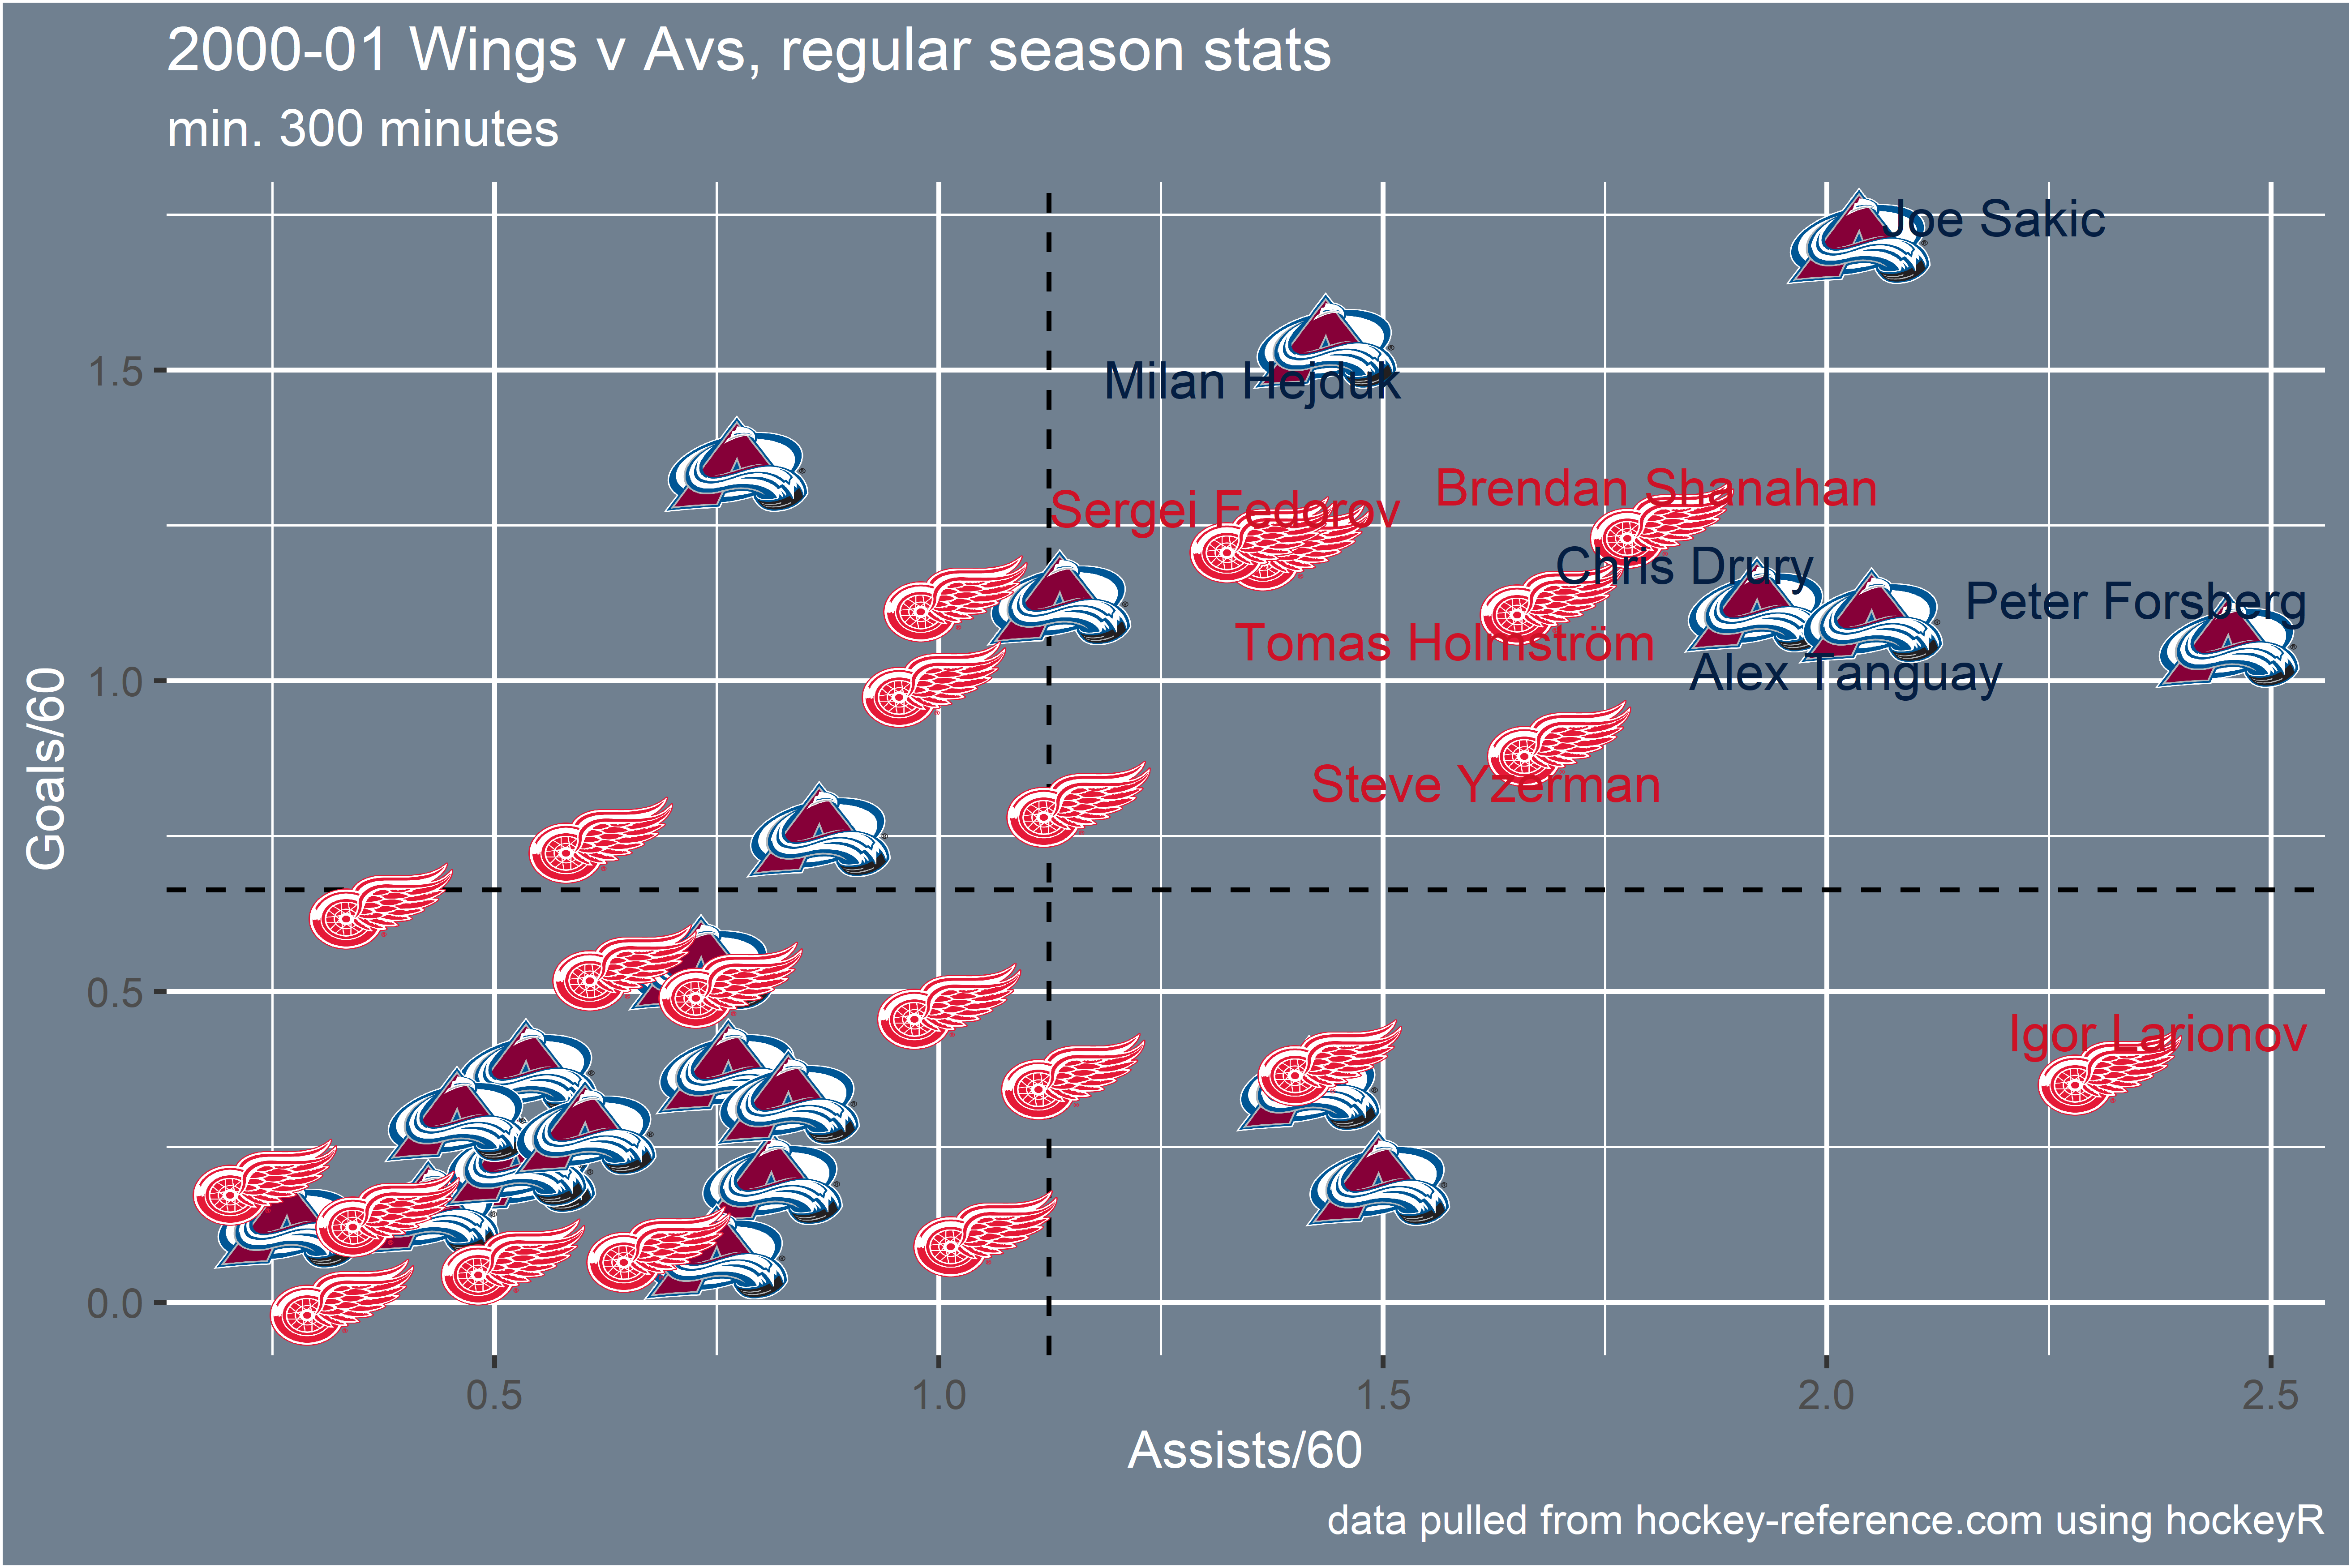 2000-01 Wings v Avs, regular season stats
min. 300 minutes
Joe Sakic
Milan Hejduk
Brendan Shanahan
Sergei Fedorov
Chris Drury
Peter Forsberg
Tomas Holmström
Alex Tanguay
Steve Yzerman
Igor Larionov
Goals/60
1.5
1.0
0.5
0.0
0.5
1.0
1.5
2.0
2.5
Assists/60
data pulled from hockey-reference.com using hockeyR